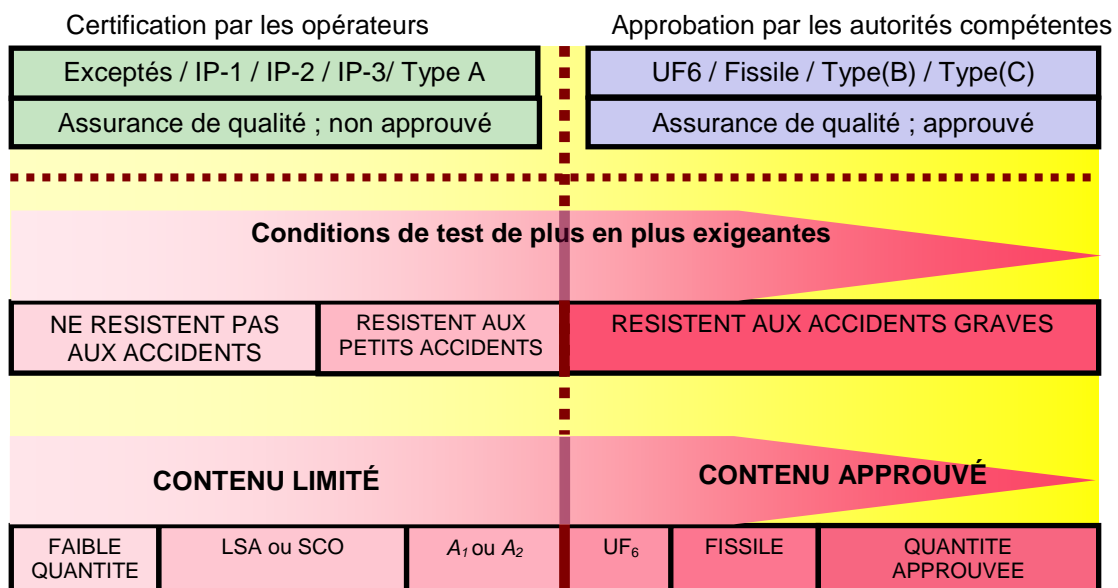 Certification par les opérateurs
Approbation par les autorités compétentes
Exceptés / IP-1 / IP-2 / IP-3/ Type A
UF6 / Fissile / Type(B) / Type(C)
Assurance de qualité ; non approuvé
Assurance de qualité ; approuvé
Conditions de test de plus en plus exigeantes
NE RESISTENT PAS
AUX ACCIDENTS
RESISTENT AUX
PETITS ACCIDENTS
RESISTENT AUX ACCIDENTS GRAVES
CONTENU LIMITÉ
CONTENU APPROUVÉ
FAIBLE
QUANTITE
LSA ou SCO
A₁ ou A₂
UF₆
FISSILE
QUANTITE
APPROUVEE